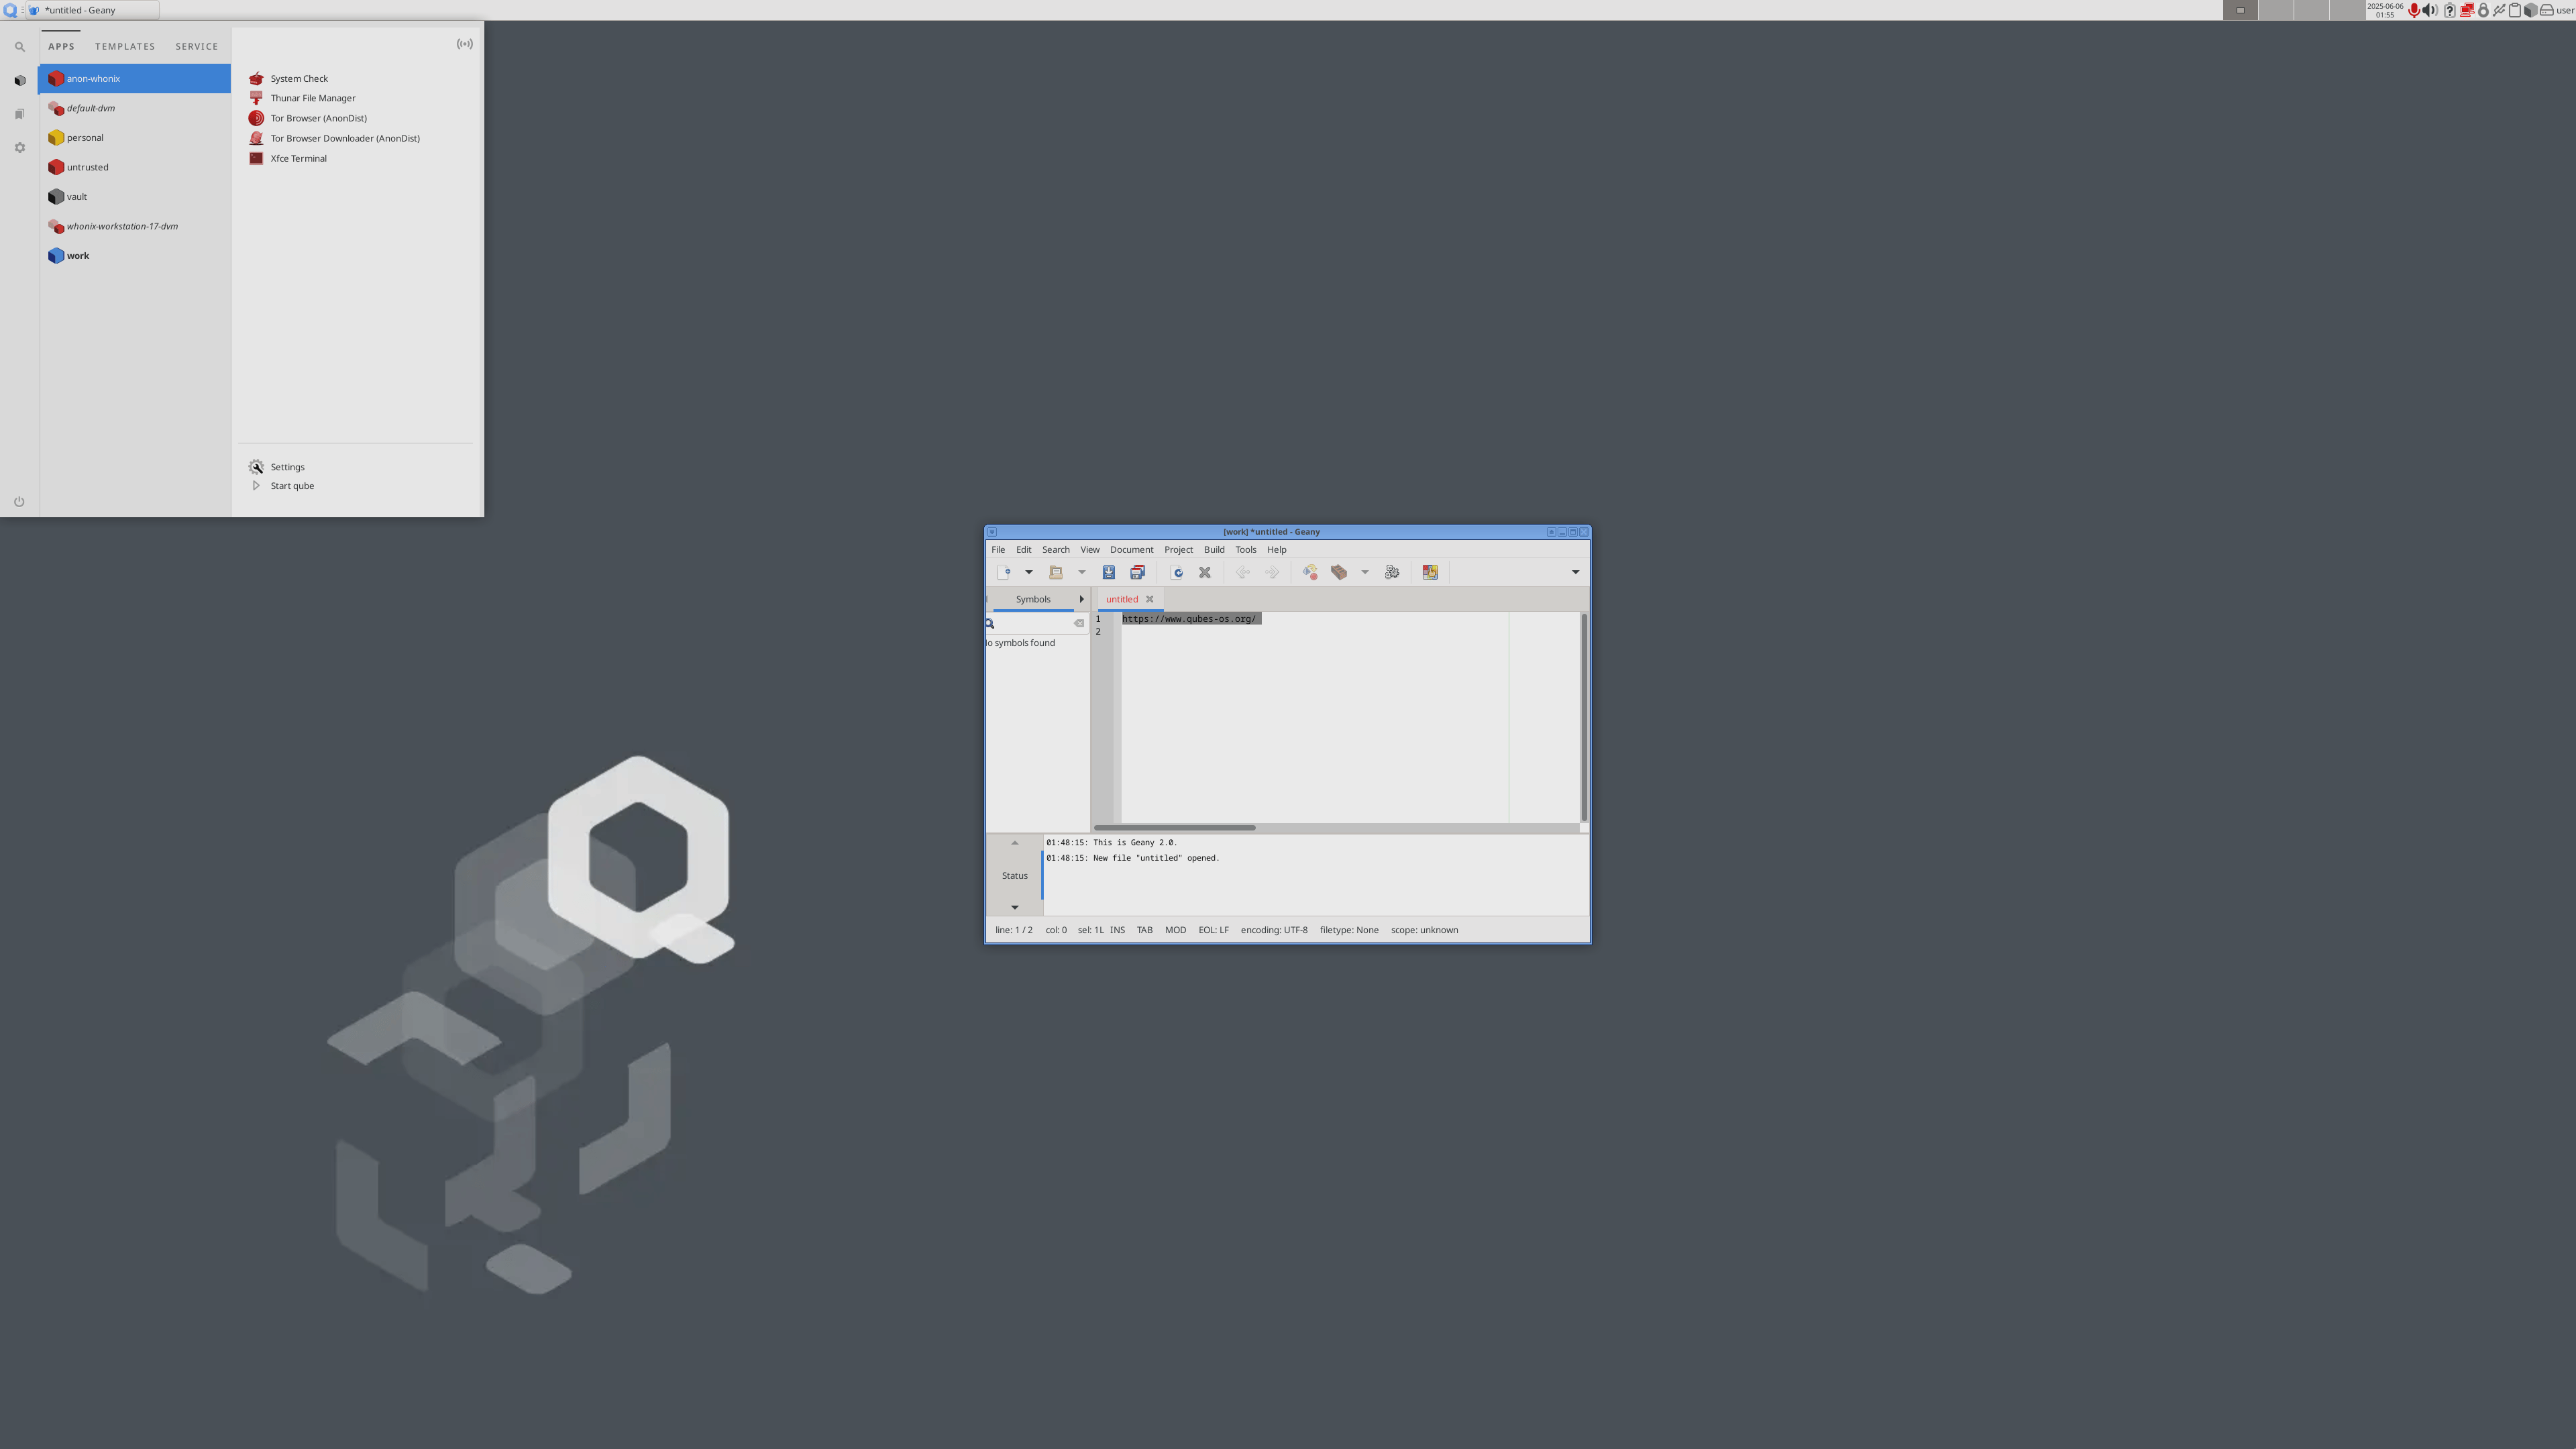 *untitled - Geany
2025-06-06
01:55
user
APPS TEMPLATES SERVICE
anon-whonix
default-dvm
personal
untrusted
vault
whonix-workstation-17-dvm
work
System Check
Thunar File Manager
Tor Browser (AnonDist)
Tor Browser Downloader (AnonDist)
Xfce Terminal
Settings
Start qube
[work] *untitled - Geany
File Edit Search View Document Project Build Tools Help
Symbols
untitled
o symbols found
1 https://www.qubes-os.org/
2
Status
01:48:15: This is Geany 2.0.
01:48:15: New file "untitled" opened.
line: 1 / 2 col: 0 sel: 1L INS TAB MOD EOL: LF encoding: UTF-8 filetype: None scope: unknown